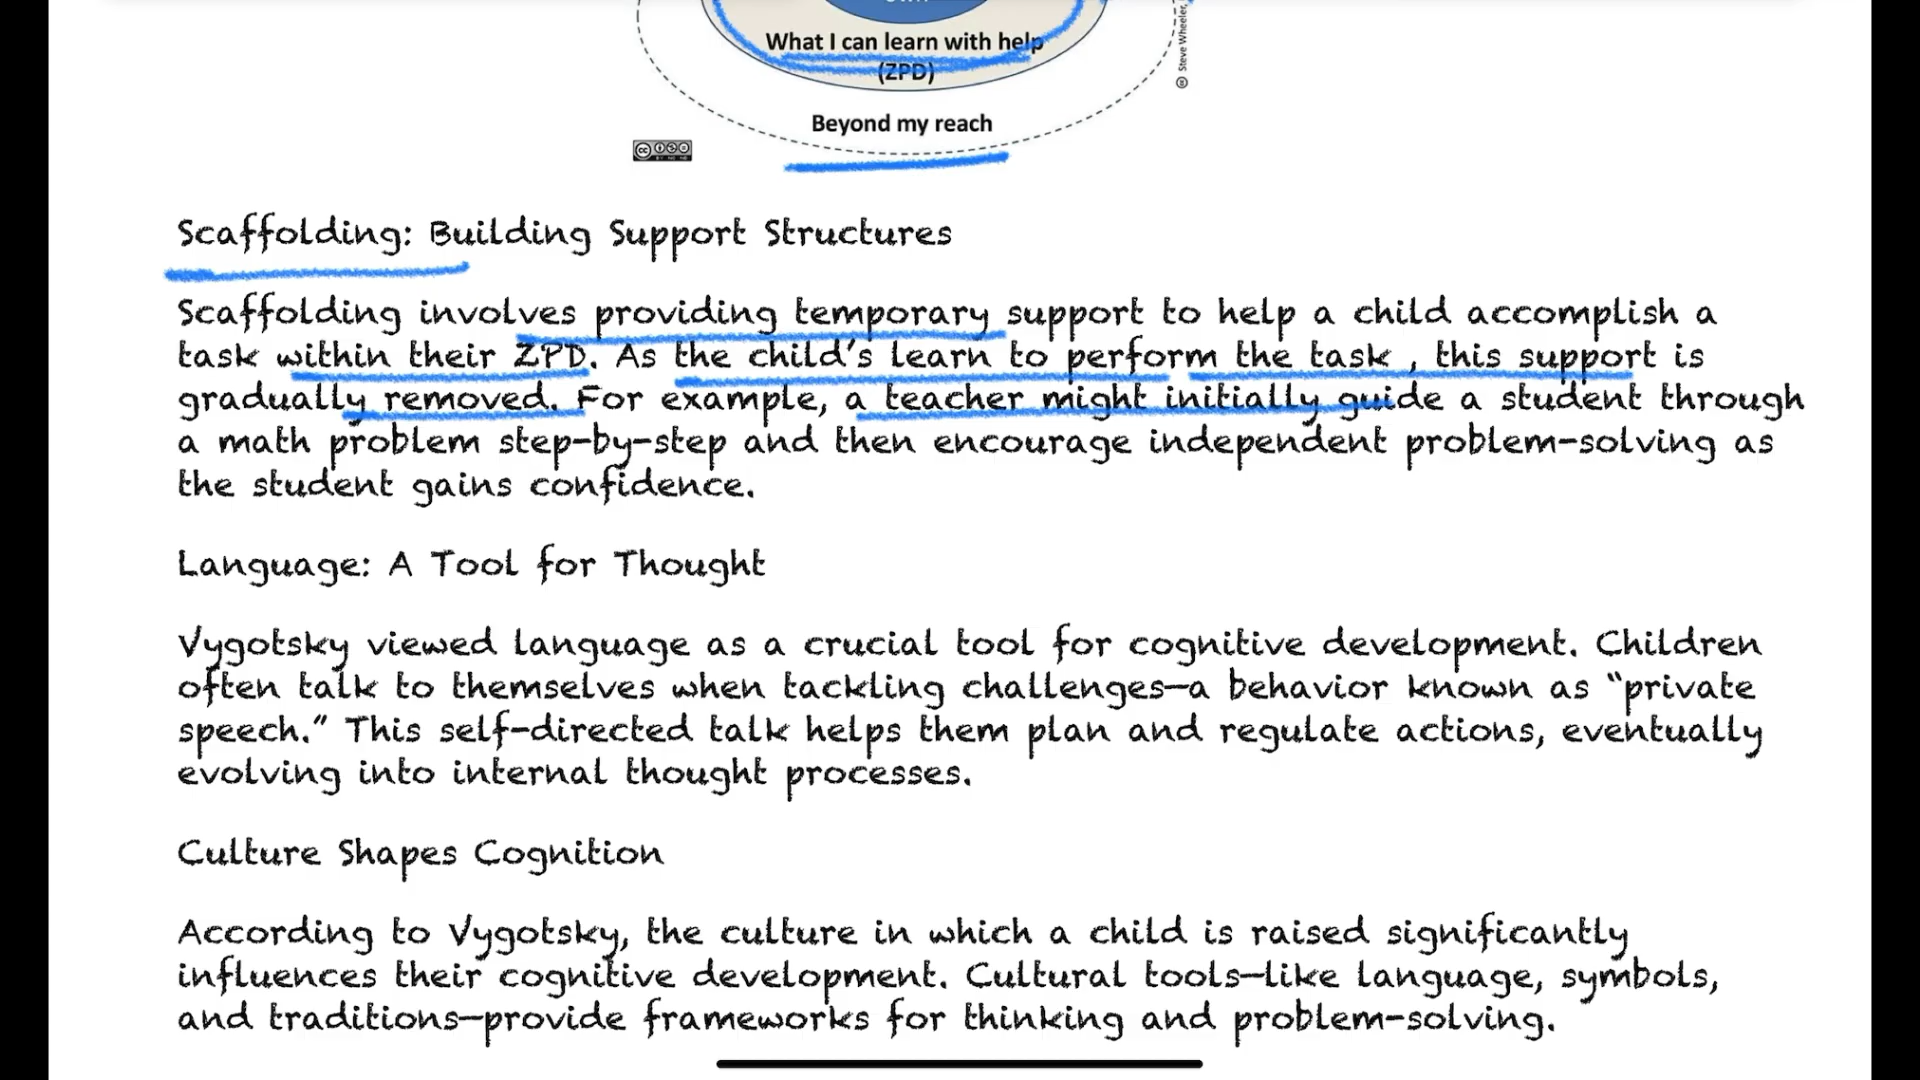 What I can learn with help
(ZPD)
Beyond my reach
Steve Wheeler,
Scaffolding: Building Support Structures
Scaffolding involves providing temporary support to help a child accomplish a
task within their ZPD. As the child's learn to perform the task , this support is
gradually removed. For example, a teacher might initially guide a student through
a math problem step-by-step and then encourage independent problem-solving as
the student gains confidence.
Language: A Tool for Thought
Vygotsky viewed language as a crucial tool for cognitive development. Children
often talk to themselves when tackling challenges—a behavior known as “private
speech.” This self-directed talk helps them plan and regulate actions, eventually
evolving into internal thought processes.
Culture Shapes Cognition
According to Vygotsky, the culture in which a child is raised significantly
influences their cognitive development. Cultural tools—like language, symbols,
and traditions—provide frameworks for thinking and problem-solving.